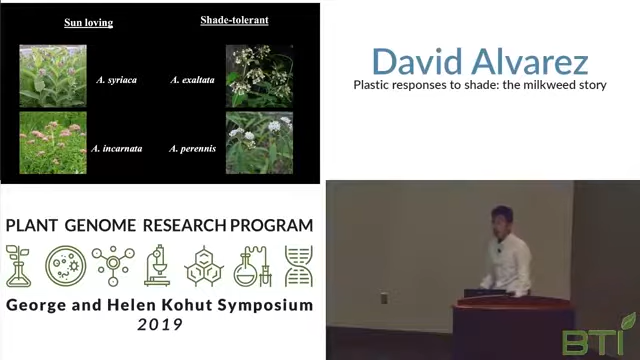 Sun loving
Shade-tolerant
A. syriaca
A. exaltata
A. incarnata
A. perennis
David Alvarez
Plastic responses to shade: the milkweed story
PLANT GENOME RESEARCH PROGRAM
George and Helen Kohut Symposium
2019
BTI